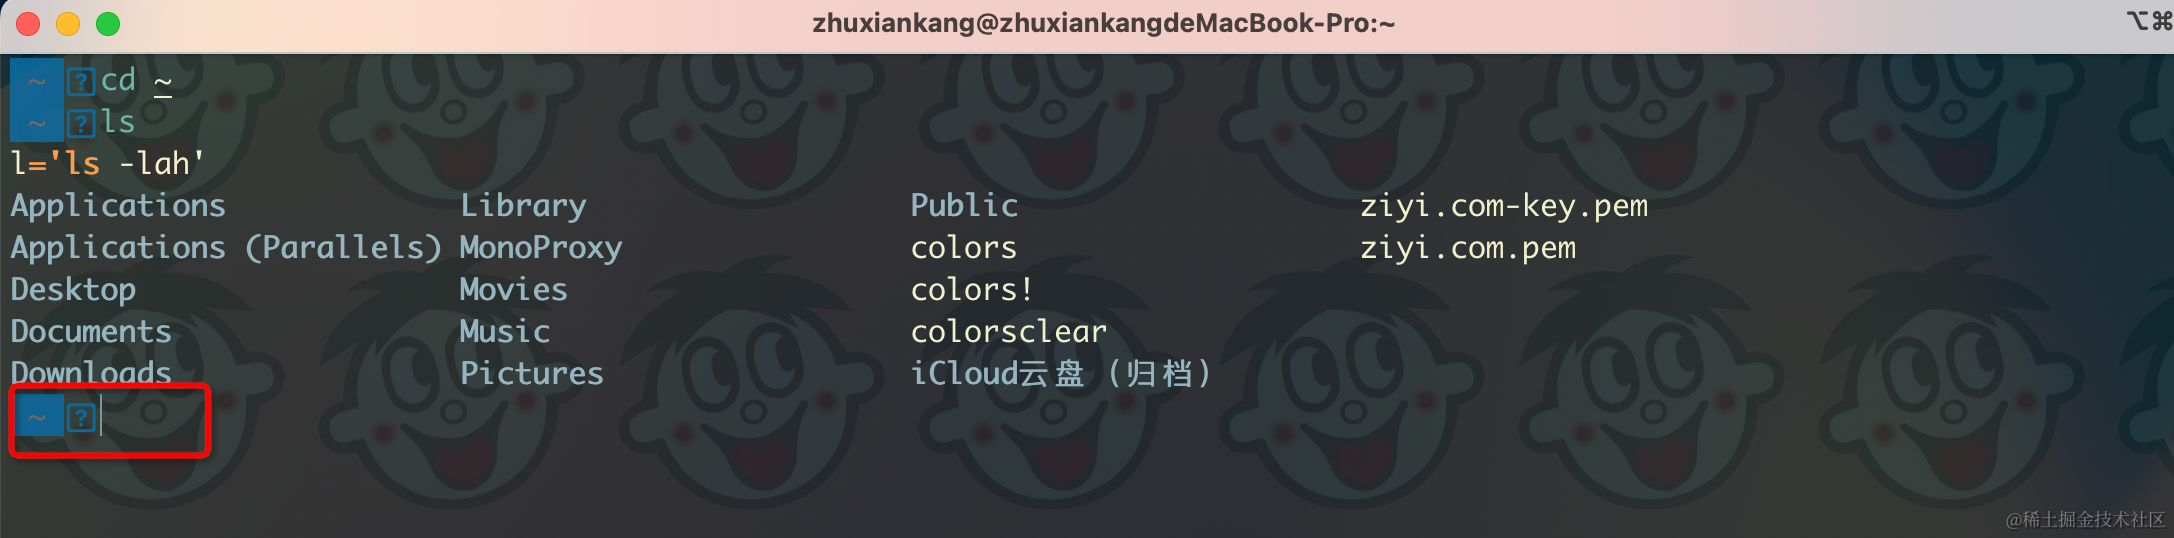 zhuxiankang@zhuxiankangdeMacBook-Pro:~ ⌥⌘
~ ? cd ~
~ ? ls
l='ls -lah'
Applications Library Public ziyi.com-key.pem
Applications (Parallels) MonoProxy colors ziyi.com.pem
Desktop Movies colors!
Documents Music colorsclear
Downloads Pictures iCloud云盘（归档）
~ ?
@稀土掘金技术社区